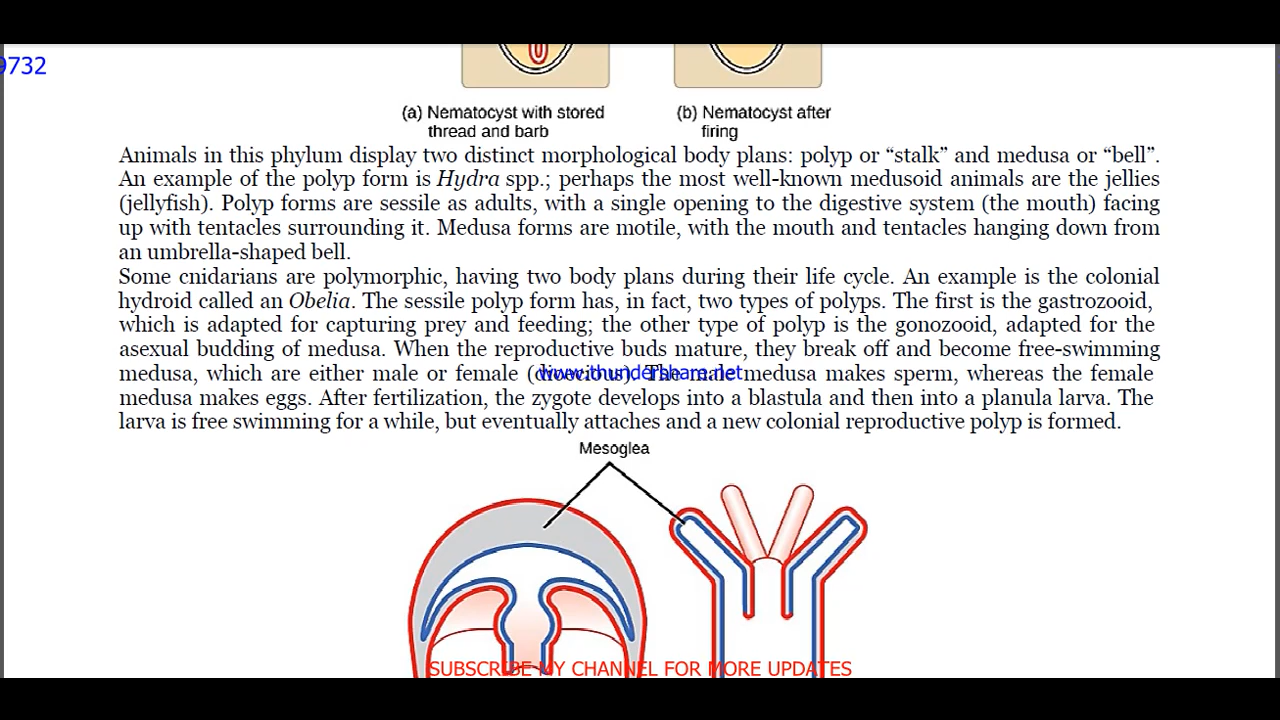 9732
(a) Nematocyst with stored
thread and barb
(b) Nematocyst after
firing
Animals in this phylum display two distinct morphological body plans: polyp or “stalk” and medusa or “bell”.
An example of the polyp form is Hydra spp.; perhaps the most well-known medusoid animals are the jellies
(jellyfish). Polyp forms are sessile as adults, with a single opening to the digestive system (the mouth) facing
up with tentacles surrounding it. Medusa forms are motile, with the mouth and tentacles hanging down from
an umbrella-shaped bell.
Some cnidarians are polymorphic, having two body plans during their life cycle. An example is the colonial
hydroid called an Obelia. The sessile polyp form has, in fact, two types of polyps. The first is the gastrozooid,
which is adapted for capturing prey and feeding; the other type of polyp is the gonozooid, adapted for the
asexual budding of medusa. When the reproductive buds mature, they break off and become free-swimming
medusa, which are either male or female (dioecious). The male medusa makes sperm, whereas the female
www.thundershare.net
medusa makes eggs. After fertilization, the zygote develops into a blastula and then into a planula larva. The
larva is free swimming for a while, but eventually attaches and a new colonial reproductive polyp is formed.
Mesoglea
SUBSCRIBE MY CHANNEL FOR MORE UPDATES